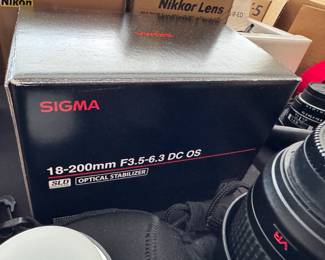 Nikon
Nikkor Lens
SIGMA
18-200mm F3.5-6.3 DC OS
SLD OPTICAL STABILIZER
VR